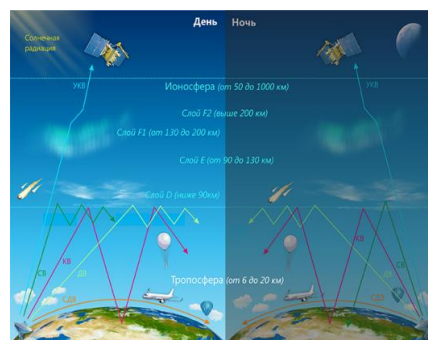 День
Ночь
Солнечная
радиация
УКВ
УКВ
Ионосфера (от 50 до 1000 км)
Слой F2 (выше 200 км)
Слой F1 (от 130 до 200 км)
Слой E (от 90 до 130 км)
Слой D (ниже 90км)
КВ
КВ
СВ
ДВ
СВ
ДВ
Тропосфера (от 6 до 20 км)
СДВ
СДВ